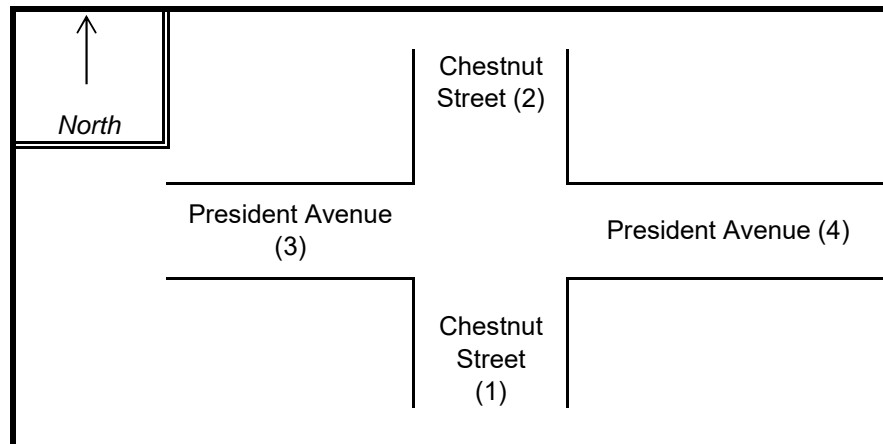 Chestnut
Street (2)
North
President Avenue
(3)
President Avenue (4)
Chestnut
Street
(1)